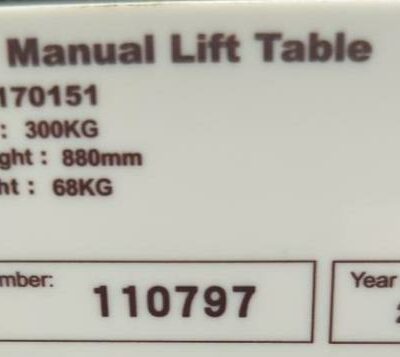 Manual Lift Table
170151
: 300KG
ght : 880mm
ht : 68KG
mber: 110797
Year